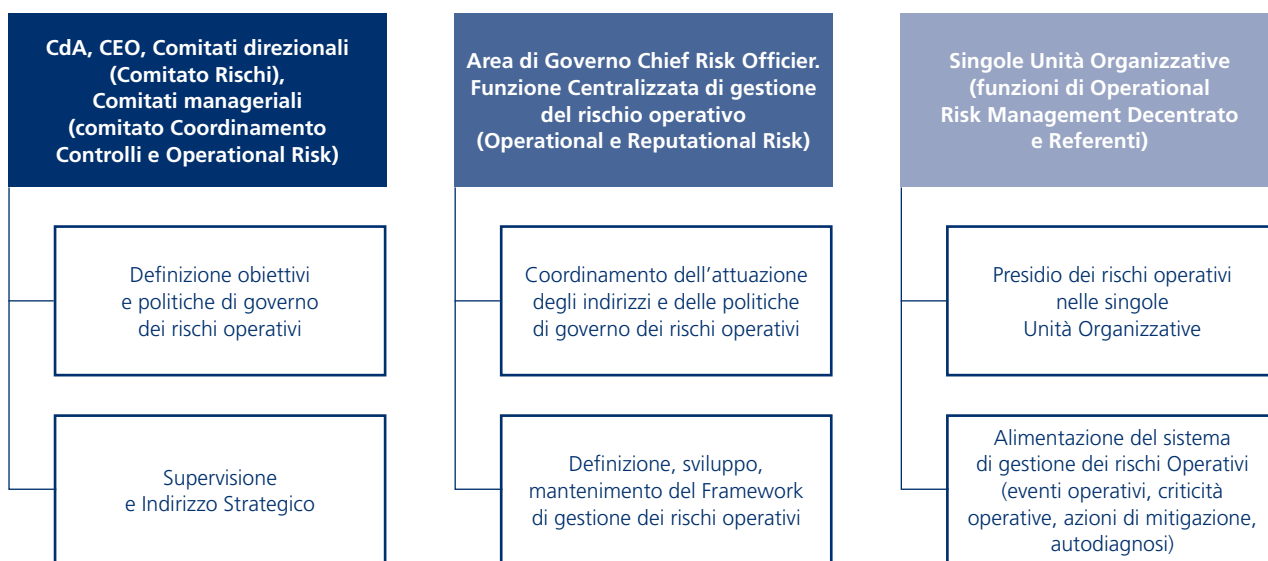 CdA, CEO, Comitati direzionali
(Comitato Rischi),
Comitati manageriali
(comitato Coordinamento
Controlli e Operational Risk)
Definizione obiettivi
e politiche di governo
dei rischi operativi
Supervisione
e Indirizzo Strategico
Area di Governo Chief Risk Officier.
Funzione Centralizzata di gestione
del rischio operativo
(Operational e Reputational Risk)
Coordinamento dell’attuazione
degli indirizzi e delle politiche
di governo dei rischi operativi
Definizione, sviluppo,
mantenimento del Framework
di gestione dei rischi operativi
Singole Unità Organizzative
(funzioni di Operational
Risk Management Decentrato
e Referenti)
Presidio dei rischi operativi
nelle singole
Unità Organizzative
Alimentazione del sistema
di gestione dei rischi Operativi
(eventi operativi, criticità
operative, azioni di mitigazione,
autodiagnosi)